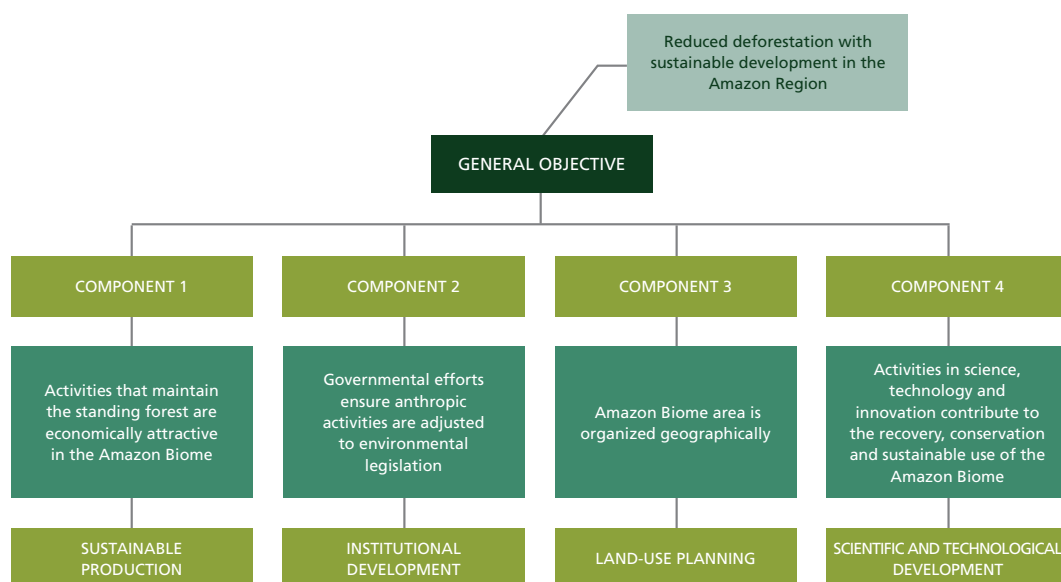 Reduced deforestation with
sustainable development in the
Amazon Region
GENERAL OBJECTIVE
COMPONENT 1
COMPONENT 2
COMPONENT 3
COMPONENT 4
Activities that maintain
the standing forest are
economically attractive
in the Amazon Biome
Governmental efforts
ensure anthropic
activities are adjusted
to environmental
legislation
Amazon Biome area is
organized geographically
Activities in science,
technology and
innovation contribute to
the recovery, conservation
and sustainable use of the
Amazon Biome
SUSTAINABLE
PRODUCTION
INSTITUTIONAL
DEVELOPMENT
LAND-USE PLANNING
SCIENTIFIC AND TECHNOLOGICAL
DEVELOPMENT